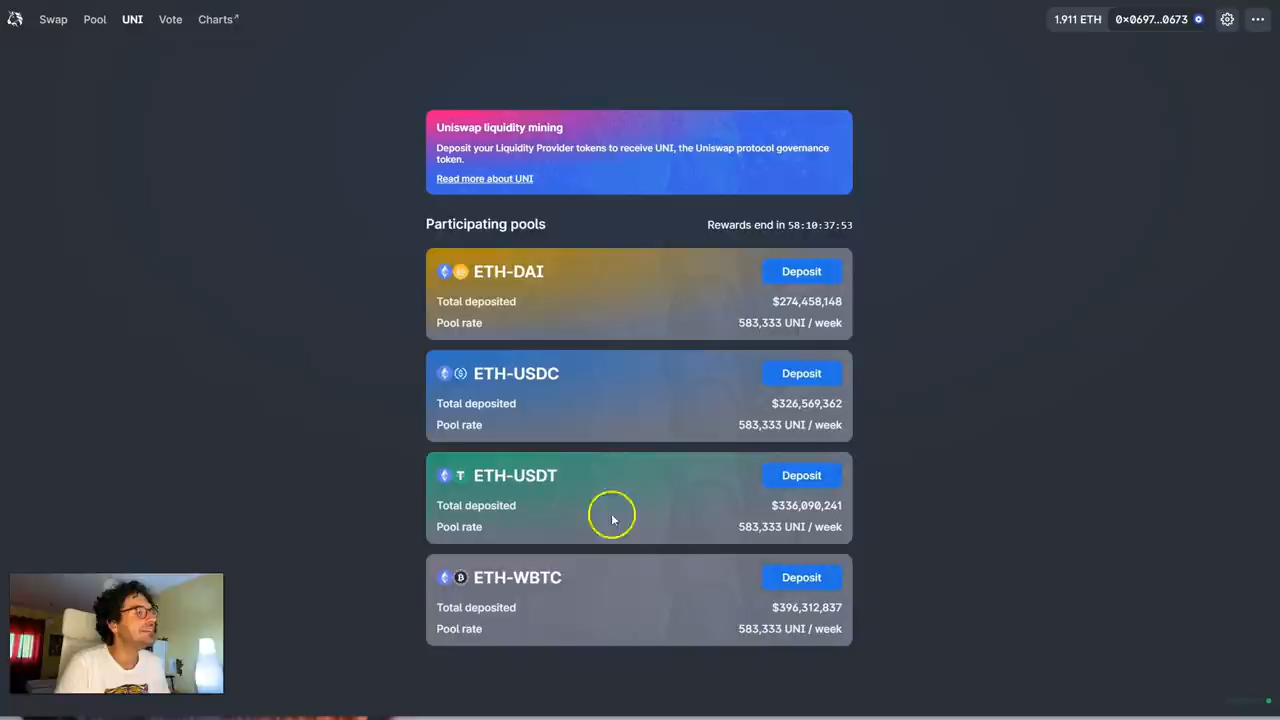 Swap Pool UNI Vote Charts↗ 1.911 ETH 0×0697...0673
Uniswap liquidity mining
Deposit your Liquidity Provider tokens to receive UNI, the Uniswap protocol governance
token.
Read more about UNI
Participating pools Rewards end in 58:10:37:53
ETH-DAI Deposit
Total deposited $274,458,148
Pool rate 583,333 UNI / week
ETH-USDC Deposit
Total deposited $326,569,362
Pool rate 583,333 UNI / week
ETH-USDT Deposit
Total deposited $336,090,241
Pool rate 583,333 UNI / week
ETH-WBTC Deposit
Total deposited $396,312,837
Pool rate 583,333 UNI / week